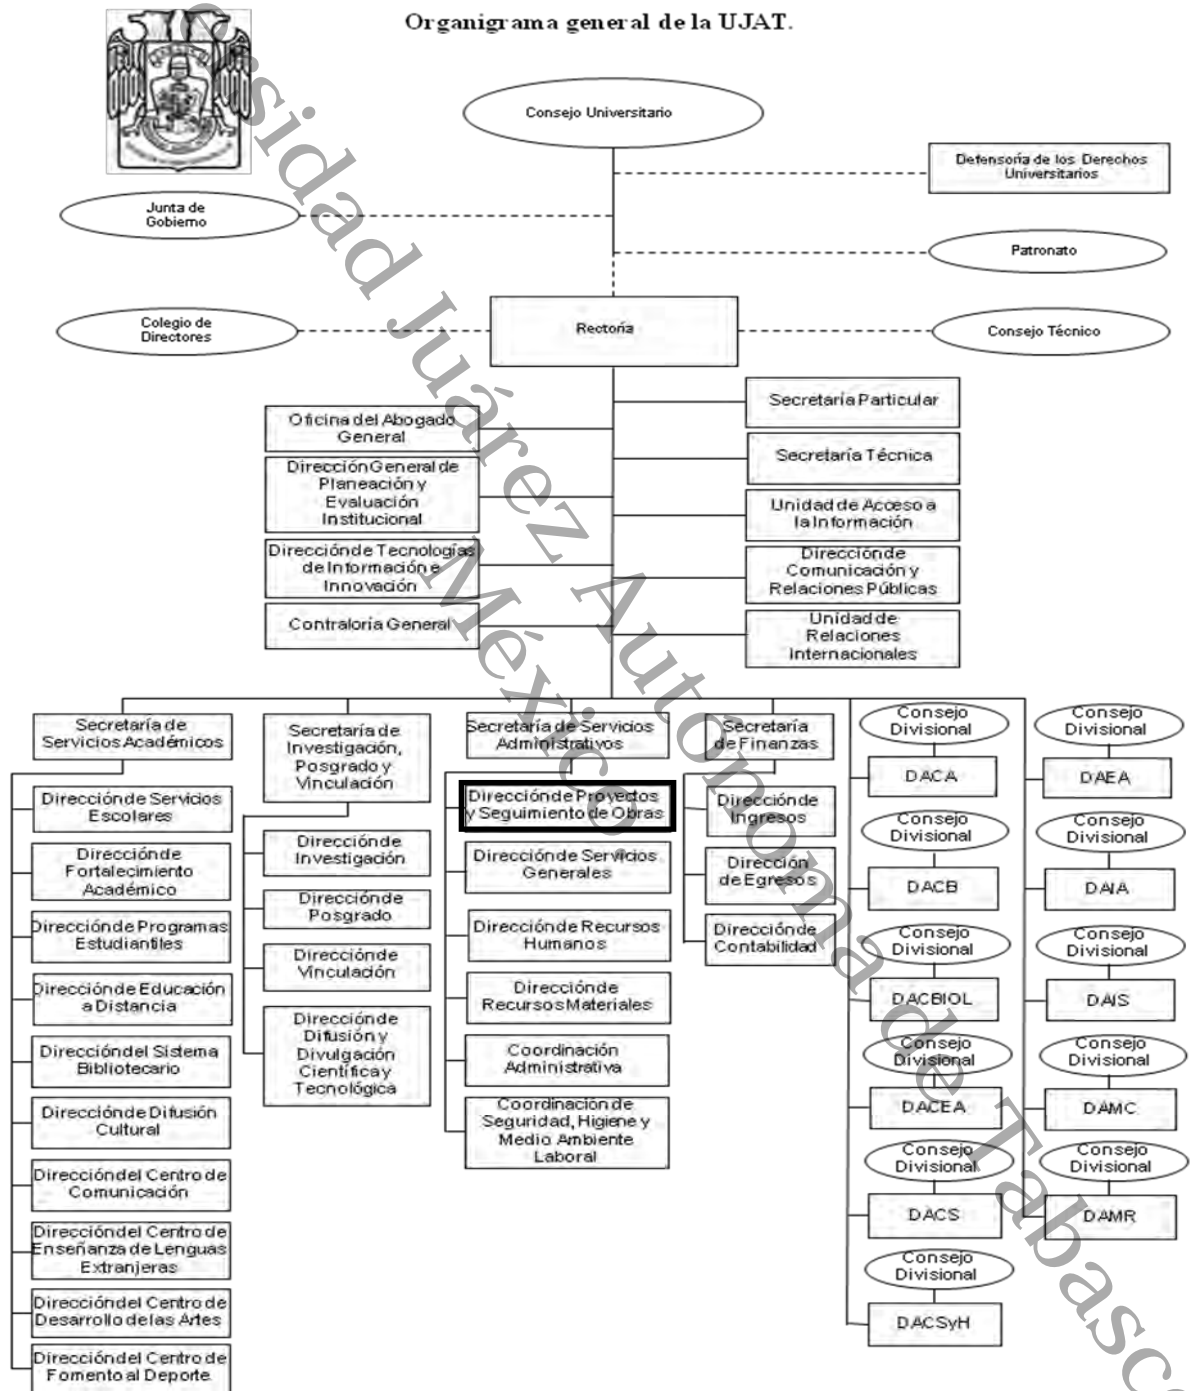 Organigrama general de la UJAT.
Consejo Universitario
Defensoría de los Derechos
Universitarios
Junta de
Gobierno
Patronato
Colegio de
Directores
Rectoría
Consejo Técnico
Oficina del Abogado
General
Secretaría Particular
Dirección General de
Planeación y
Evaluación
Institucional
Secretaría Técnica
Unidad de Acceso a
la Información
Dirección de Tecnologías
de Información e
Innovación
Dirección de
Comunicación y
Relaciones Públicas
Contraloría General
Unidad de
Relaciones
Internacionales
Secretaría de
Servicios Académicos
Dirección de Servicios
Escolares
Dirección de
Fortalecimiento
Académico
Dirección de Programas
Estudiantiles
Dirección de Educación
a Distancia
Dirección del Sistema
Bibliotecario
Dirección de Difusión
Cultural
Dirección del Centro de
Comunicación
Dirección del Centro de
Enseñanza de Lenguas
Extranjeras
Dirección del Centro de
Desarrollo de las Artes
Dirección del Centro de
Fomento al Deporte
Secretaría de
Investigación,
Posgrado y
Vinculación
Dirección de
Investigación
Dirección de
Posgrado
Dirección de
Vinculación
Dirección de
Difusión y
Divulgación
Científica y
Tecnológica
Secretaría de Servicios
Administrativos
Dirección de Proyectos
y Seguimiento de Obras
Dirección de Servicios
Generales
Dirección de Recursos
Humanos
Dirección de
Recursos Materiales
Coordinación
Administrativa
Coordinación de
Seguridad, Higiene y
Medio Ambiente
Laboral
Secretaría
de Finanzas
Dirección de
Ingresos
Dirección
de Egresos
Dirección de
Contabilidad
Consejo
Divisional
DACA
Consejo
Divisional
DACB
Consejo
Divisional
DACBIOL
Consejo
Divisional
DACEA
Consejo
Divisional
DACS
Consejo
Divisional
DACSyH
Consejo
Divisional
DAEA
Consejo
Divisional
DAIA
Consejo
Divisional
DAIS
Consejo
Divisional
DAMC
Consejo
Divisional
DAMR
Juárez Autónoma de
México.